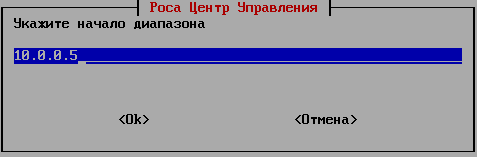 Роса Центр Управления
Укажите начало диапазона
10.0.0.5
<Ok>
<Отмена>